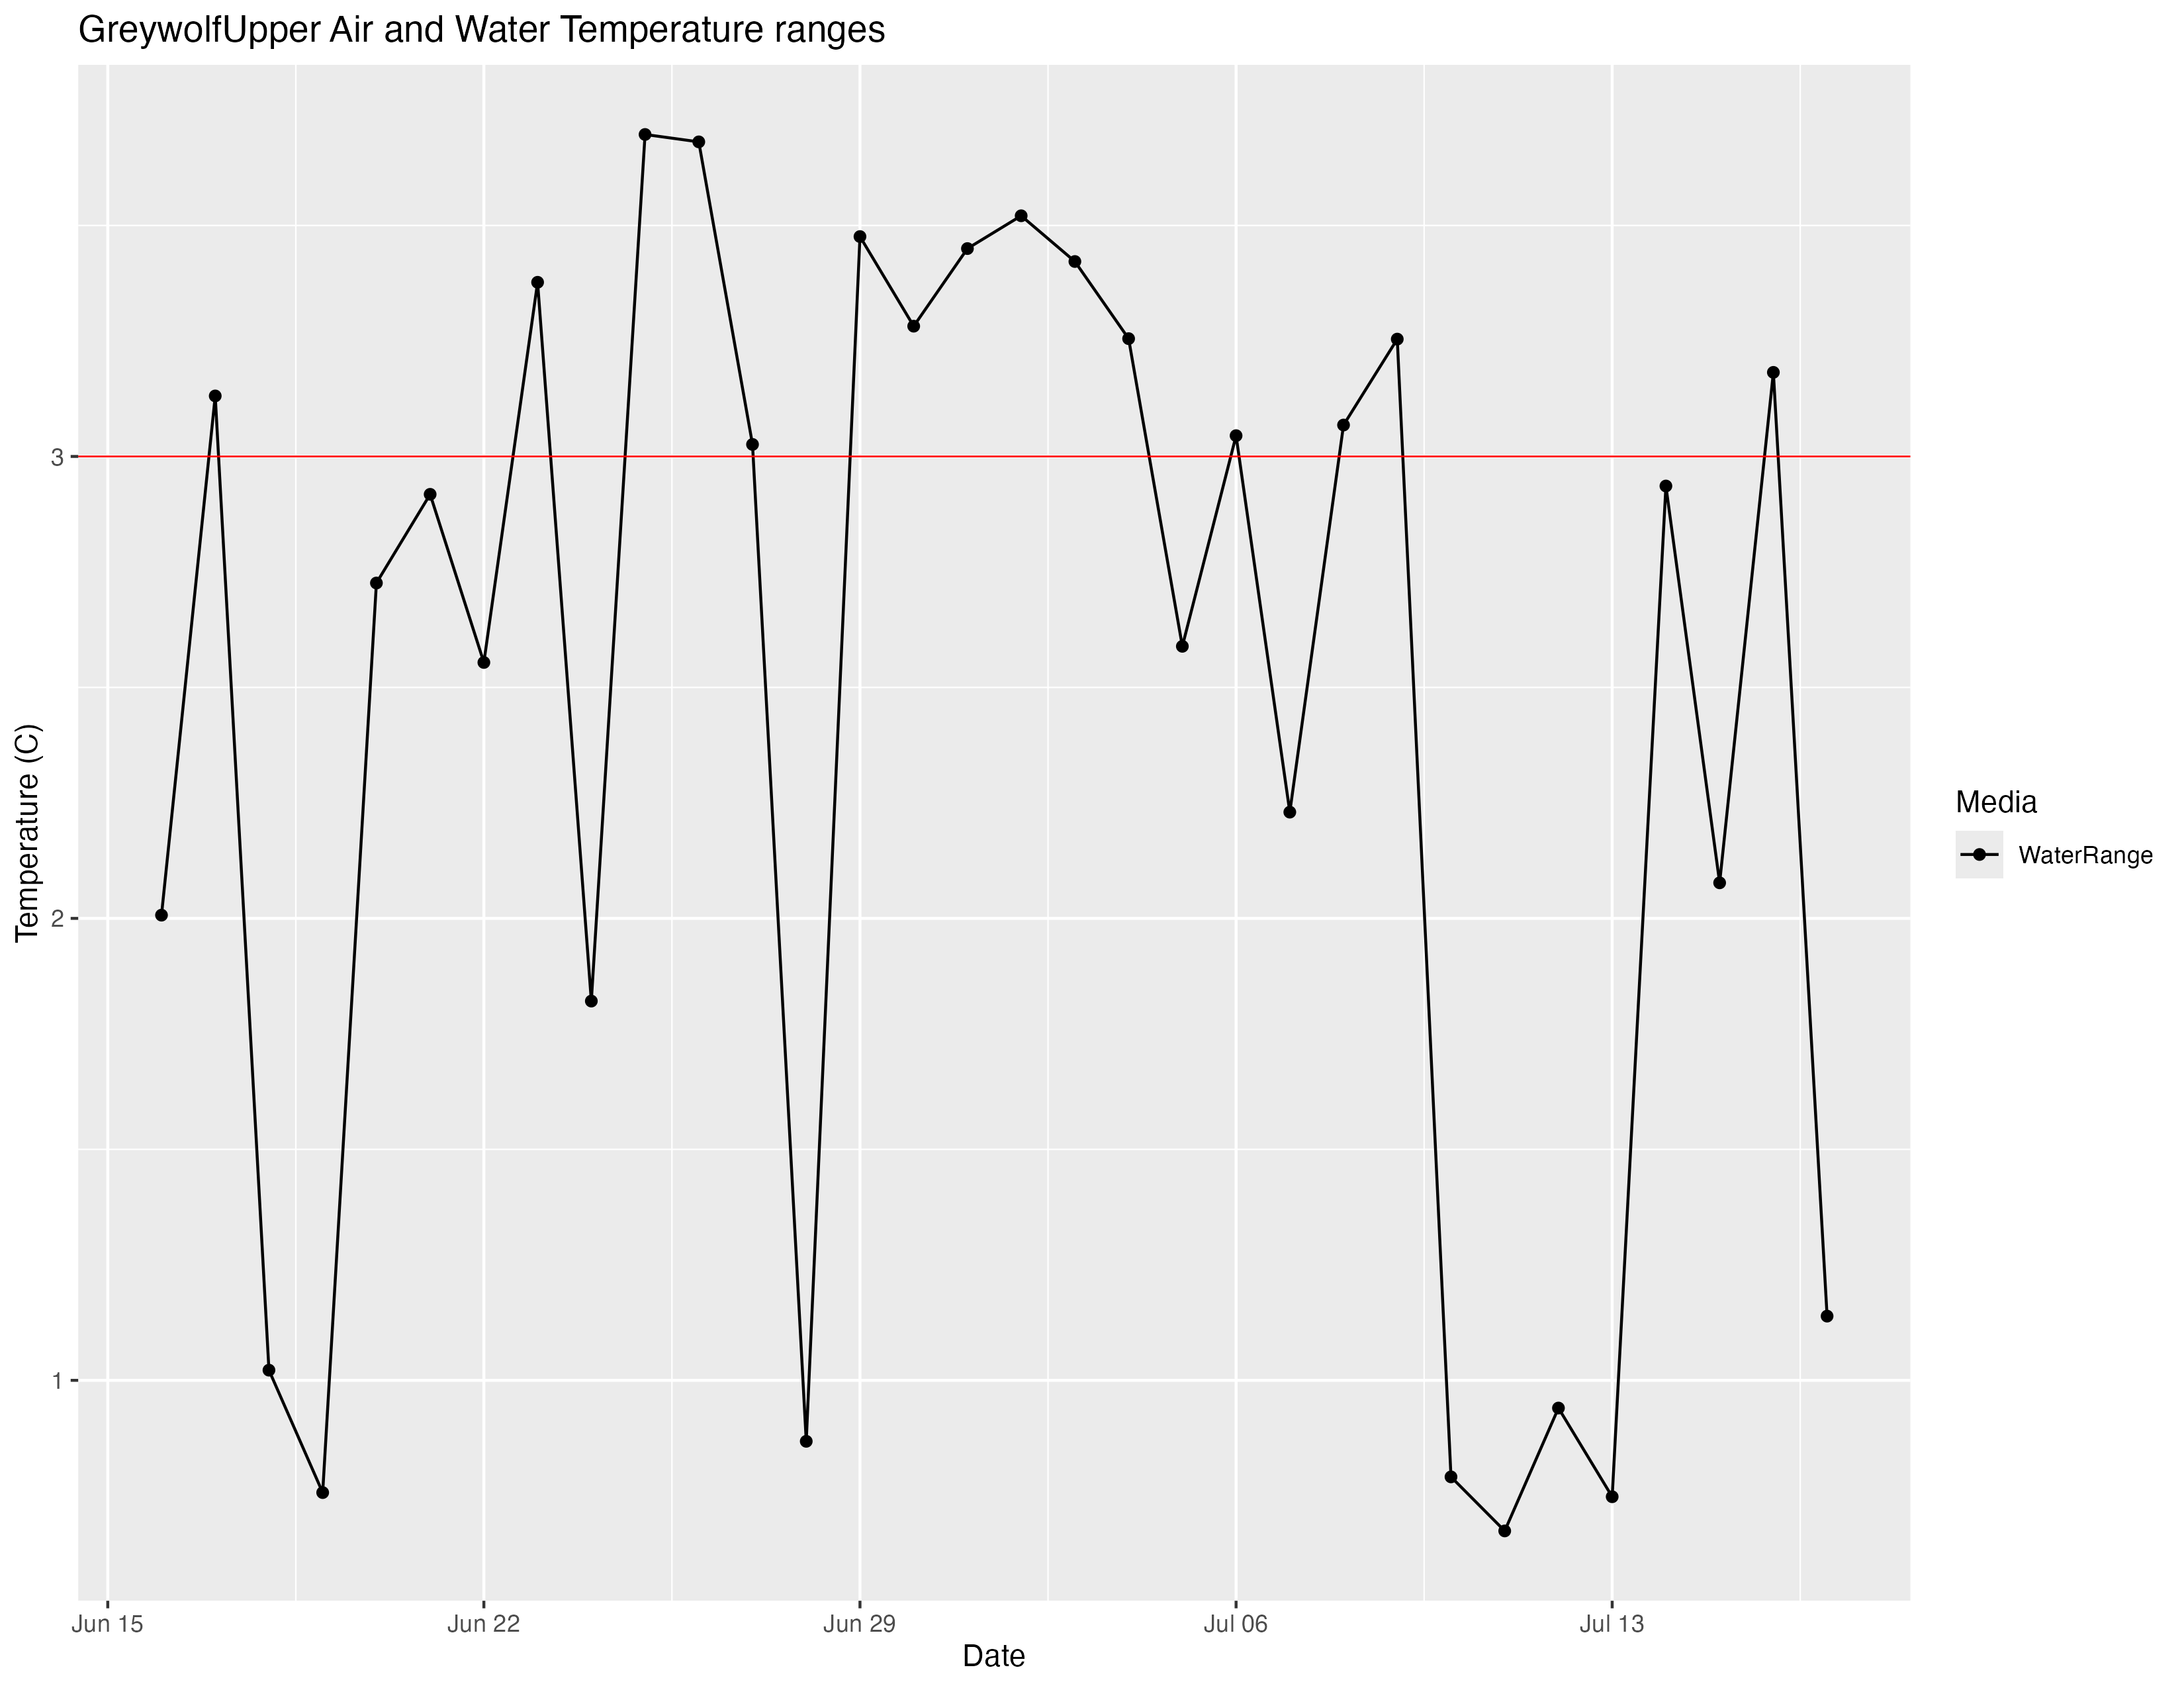 GreywolfUpper Air and Water Temperature ranges
3
2
1
Temperature (C)
Jun 15
Jun 22
Jun 29
Jul 06
Jul 13
Date
Media
WaterRange